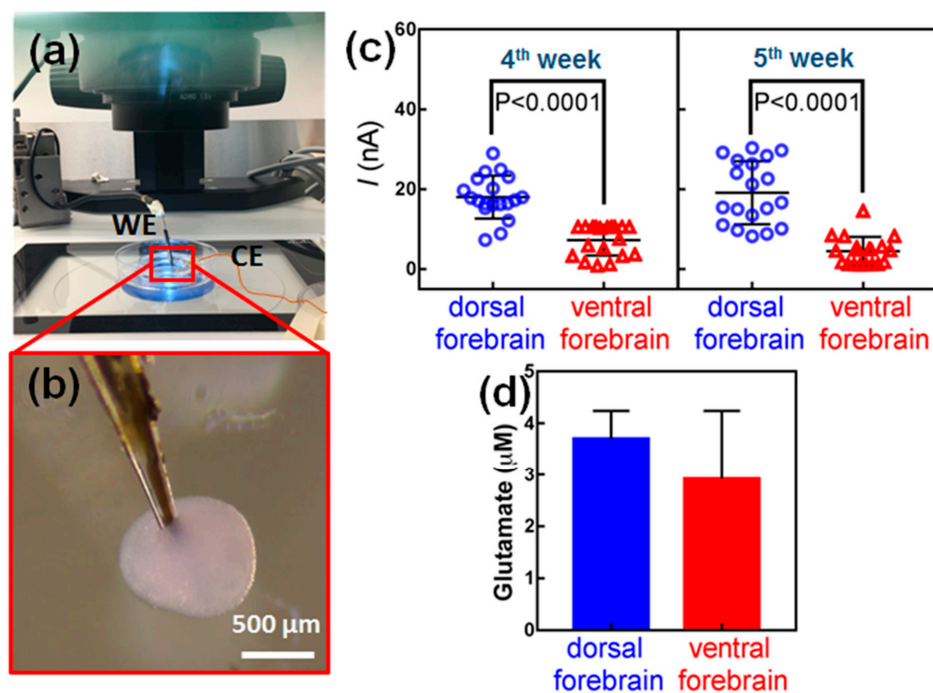 (a)
WE
CE
(b)
500 μm
(c)
60
40
20
0
I (nA)
4th week
P<0.0001
5th week
P<0.0001
dorsal
forebrain
ventral
forebrain
dorsal
forebrain
ventral
forebrain
(d)
5
4
3
2
1
0
Glutamate (μM)
dorsal
forebrain
ventral
forebrain